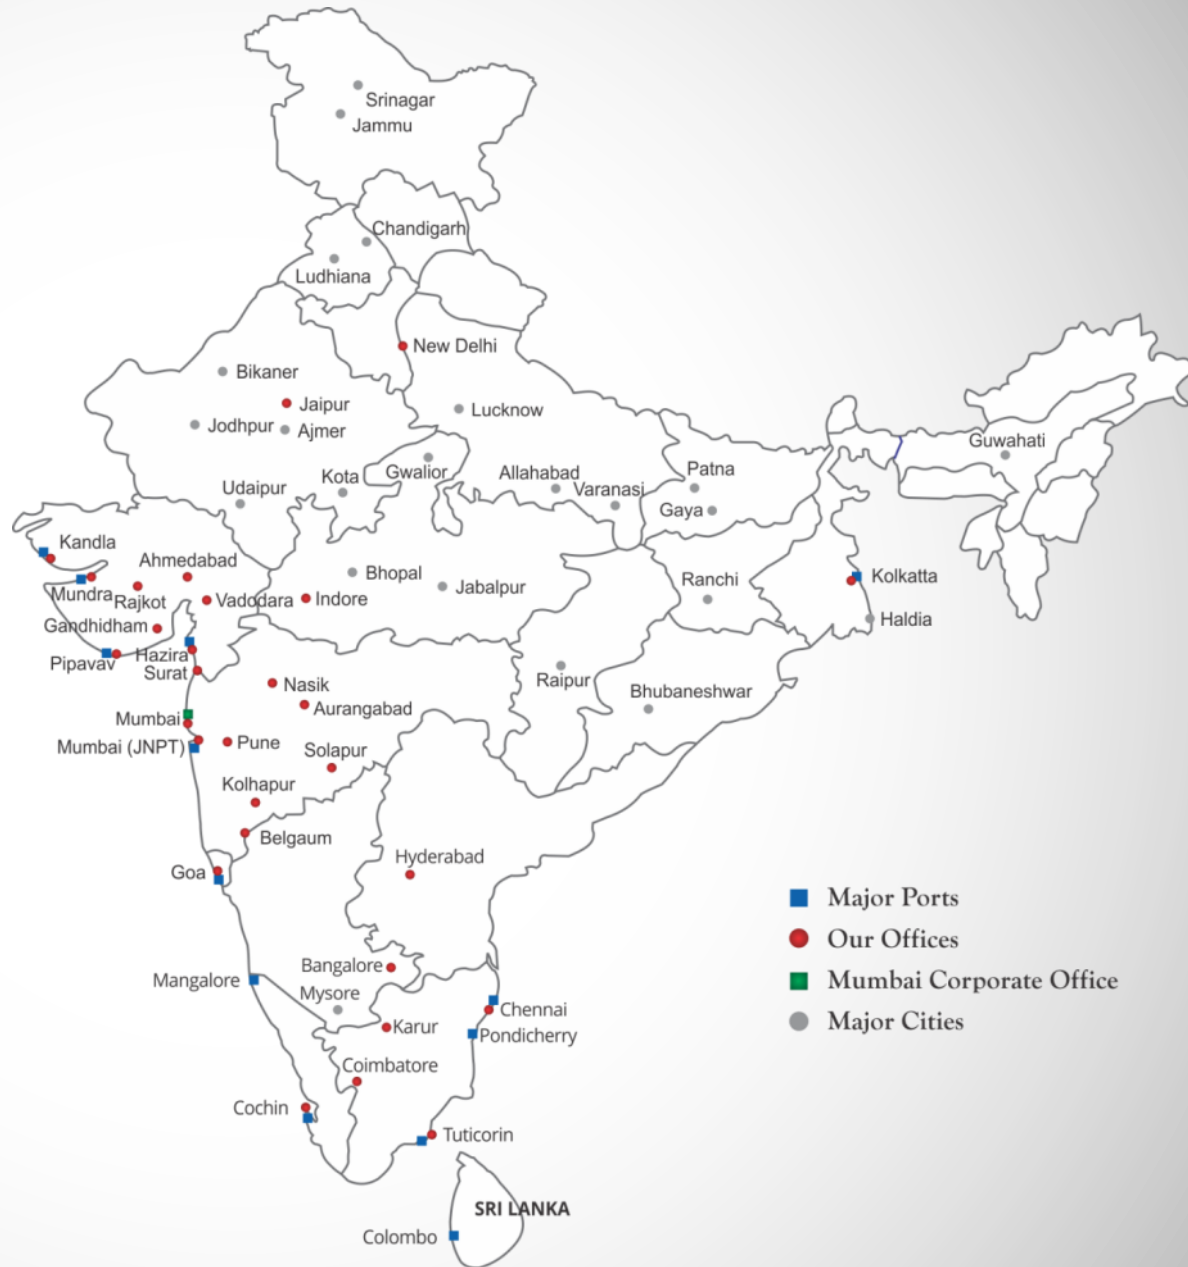 Srinagar
Jammu
Chandigarh
Ludhiana
New Delhi
Bikaner
Jaipur
Lucknow
Jodhpur
Ajmer
Guwahati
Gwalior
Kota
Allahabad
Patna
Udaipur
Varanasi
Gaya
Kandla
Ahmedabad
Bhopal
Kolkatta
Ranchi
Jabalpur
Mundra
Rajkot
Vadodara
Indore
Haldia
Gandhidham
Hazira
Pipavav
Surat
Raipur
Nasik
Bhubaneshwar
Aurangabad
Mumbai
Mumbai (JNPT)
Pune
Solapur
Kolhapur
Belgaum
Hyderabad
Goa
Major Ports
Our Offices
Mumbai Corporate Office
Major Cities
Bangalore
Mangalore
Mysore
Chennai
Karur
Pondicherry
Coimbatore
Cochin
Tuticorin
SRI LANKA
Colombo